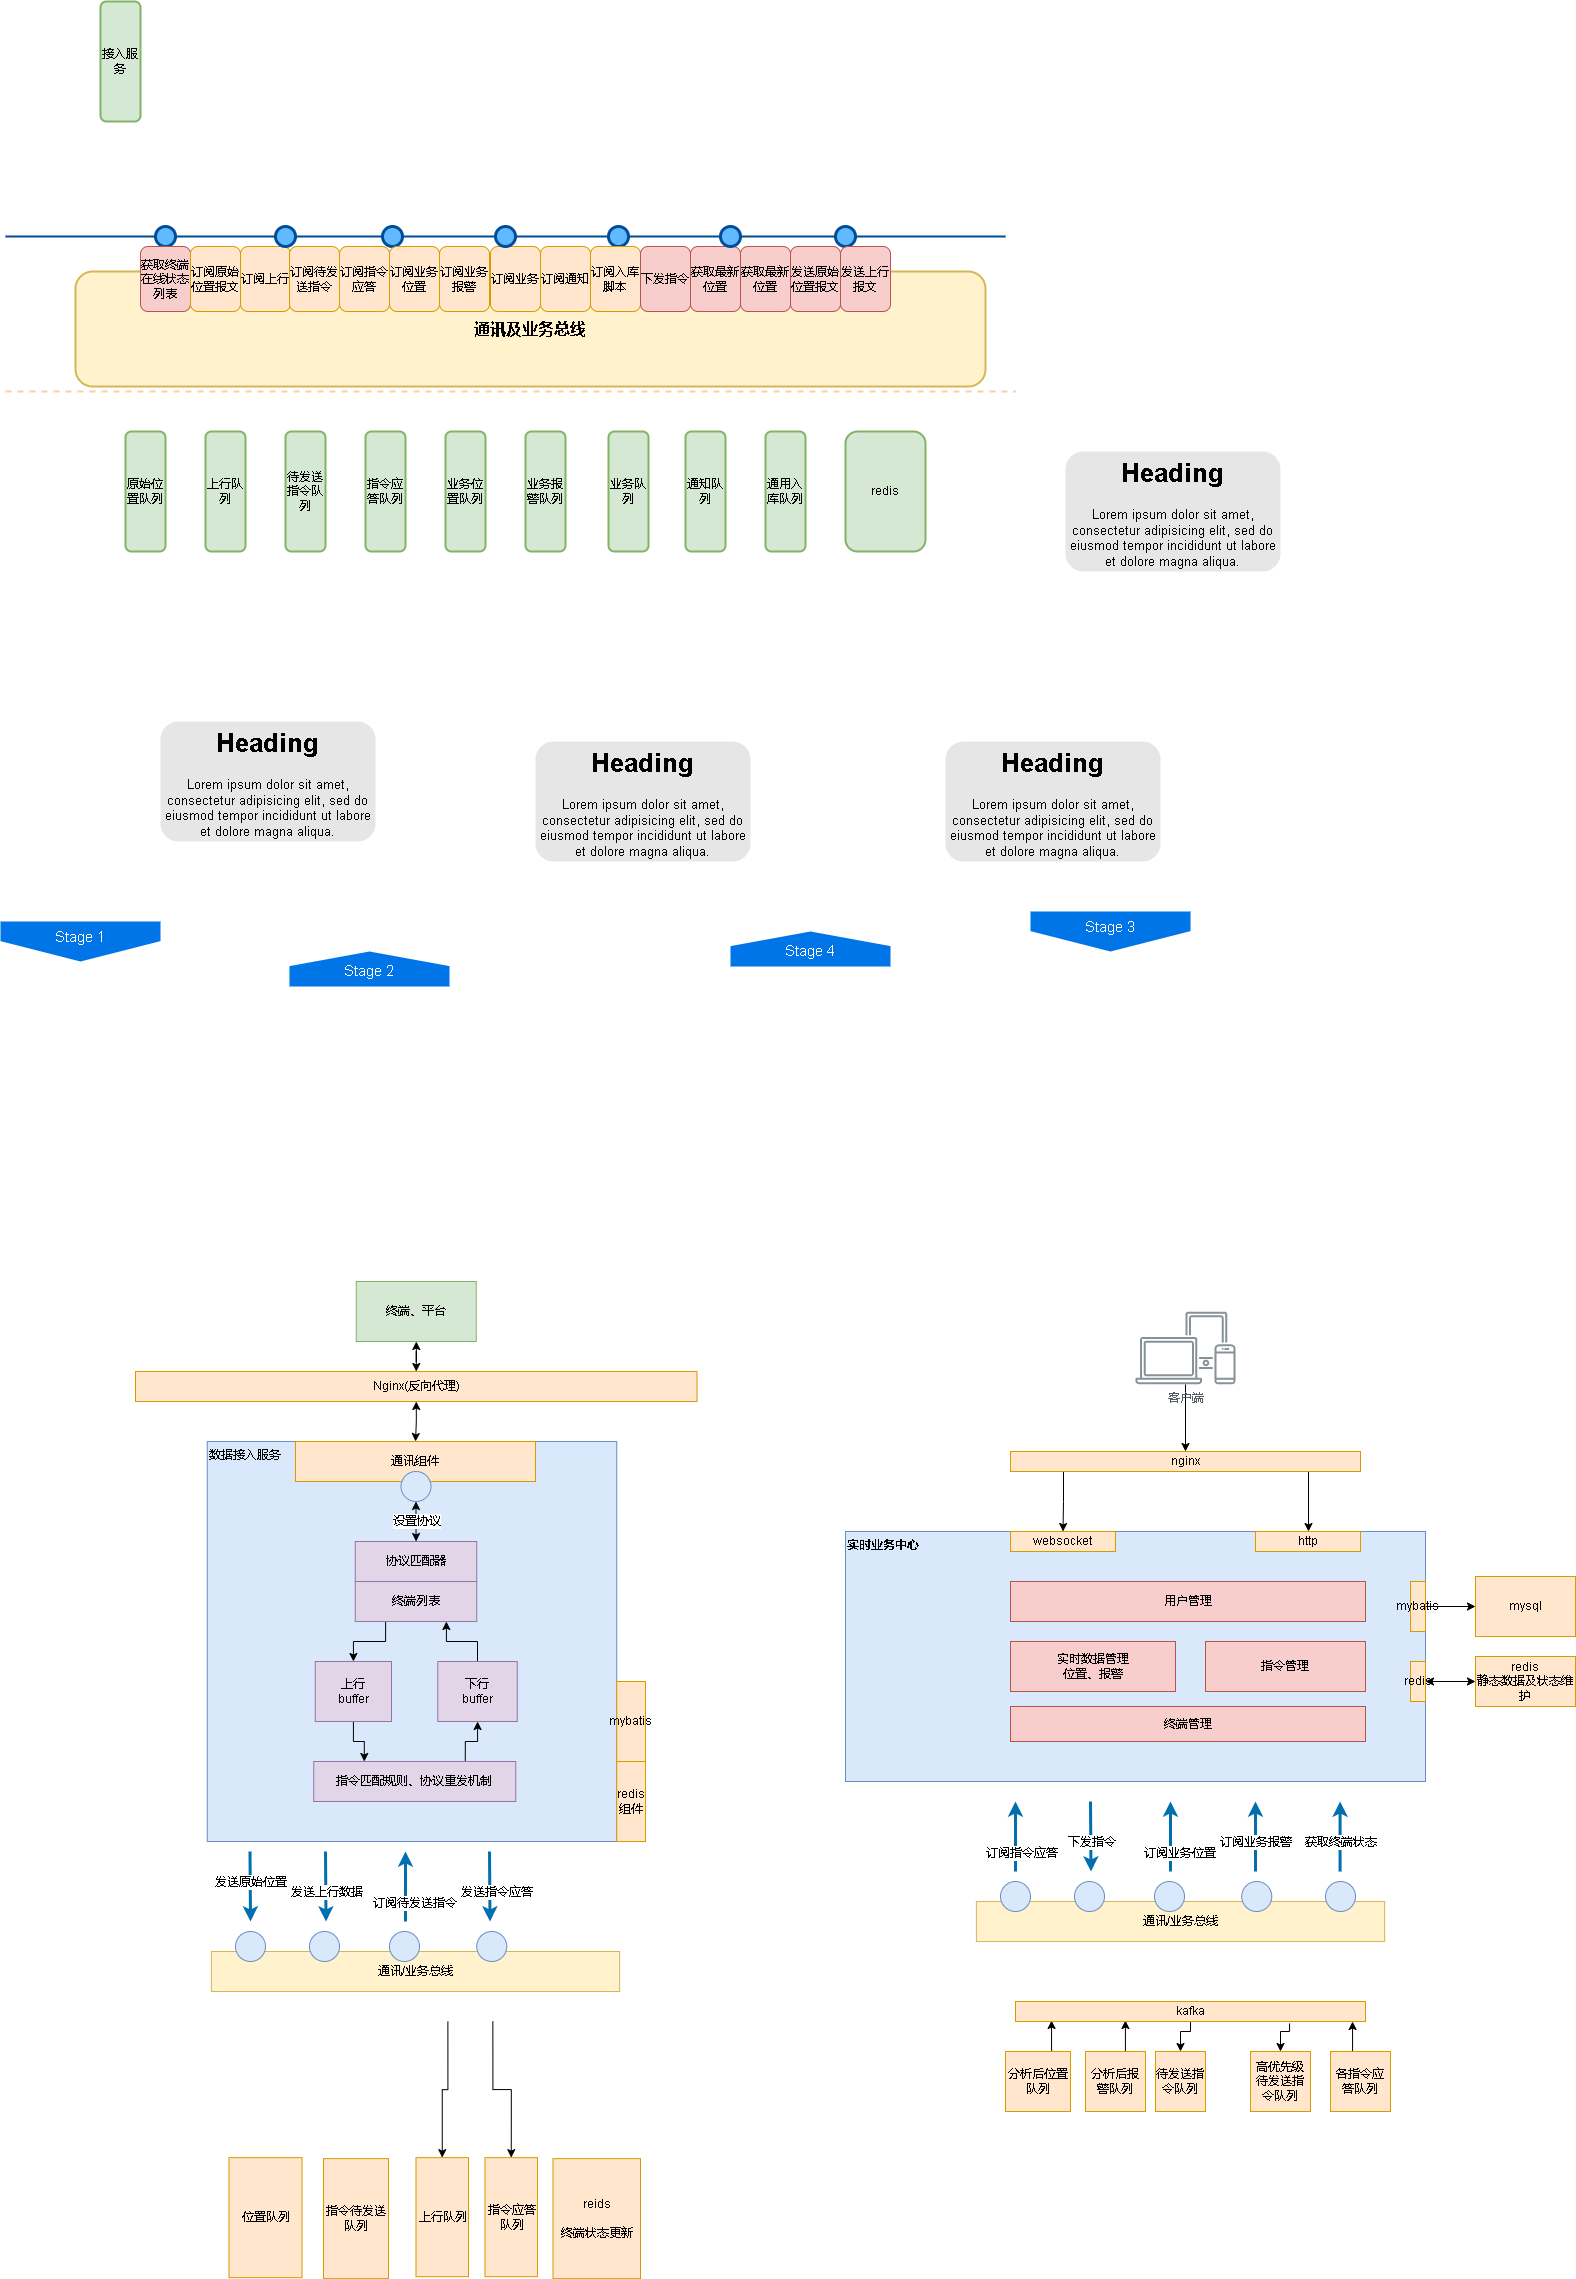 接入服
务
获取终端
在线状态
列表
订阅原始
位置报文
订阅上行
订阅待发
送指令
订阅指令
应答
订阅业务
位置
订阅业务
报警
订阅业务
订阅通知
订阅入库
脚本
下发指令
获取最新
位置
获取最新
位置
发送原始
位置报文
发送上行
报文
通讯及业务总线
原始位
置队列
上行队
列
待发送
指令队
列
指令应
答队列
业务位
置队列
业务报
警队列
业务队
列
通知队
列
通用入
库队列
redis
Heading
Lorem ipsum dolor sit amet,
consectetur adipisicing elit, sed do
eiusmod tempor incididunt ut labore
et dolore magna aliqua.
Heading
Lorem ipsum dolor sit amet,
consectetur adipisicing elit, sed do
eiusmod tempor incididunt ut labore
et dolore magna aliqua.
Heading
Lorem ipsum dolor sit amet,
consectetur adipisicing elit, sed do
eiusmod tempor incididunt ut labore
et dolore magna aliqua.
Heading
Lorem ipsum dolor sit amet,
consectetur adipisicing elit, sed do
eiusmod tempor incididunt ut labore
et dolore magna aliqua.
Stage 1
Stage 2
Stage 4
Stage 3
终端、平台
Nginx(反向代理)
数据接入服务
通讯组件
设置协议
协议匹配器
终端列表
上行
buffer
下行
buffer
指令匹配规则、协议重发机制
mybatis
redis
组件
发送原始位置
发送上行数据
订阅待发送指令
发送指令应答
通讯/业务总线
位置队列
指令待发送
队列
上行队列
指令应答
队列
reids
终端状态更新
客户端
nginx
实时业务中心
websocket
http
用户管理
实时数据管理
位置、报警
指令管理
终端管理
mybatis
mysql
redis
redis
静态数据及状态维
护
订阅指令应答
下发指令
订阅业务位置
订阅业务报警
获取终端状态
通讯/业务总线
kafka
分析后位置
队列
分析后报
警队列
待发送指
令队列
高优先级
待发送指
令队列
各指令应
答队列